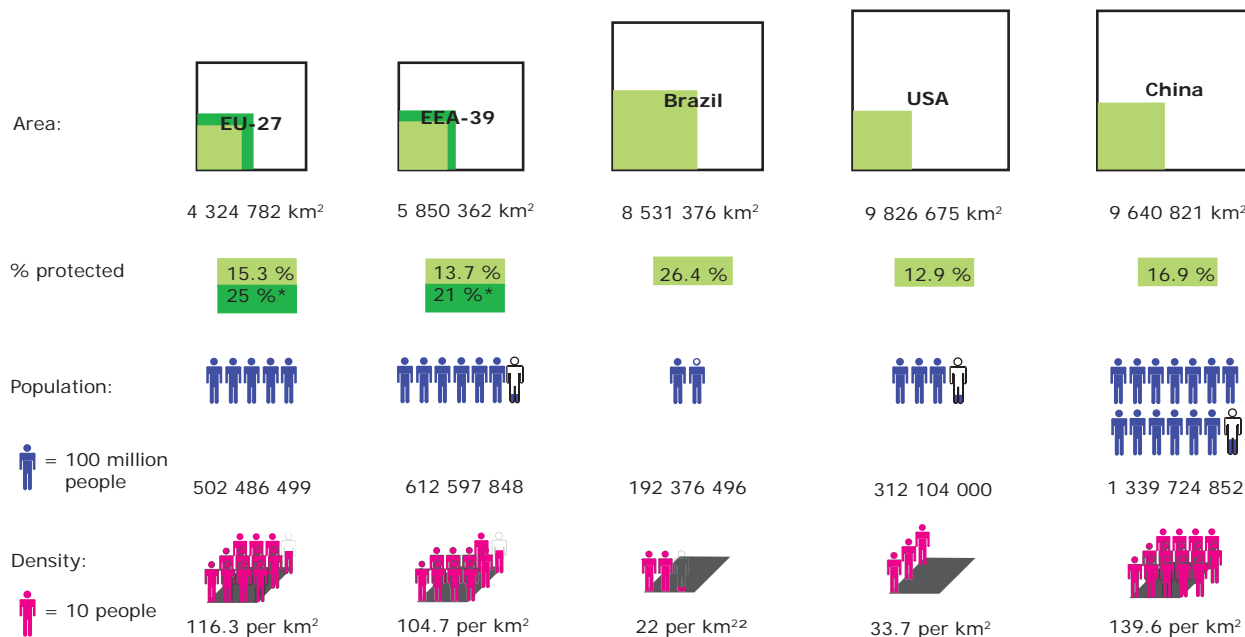 Area:
EU-27
EEA-39
Brazil
USA
China
4 324 782 km²
5 850 362 km²
8 531 376 km²
9 826 675 km²
9 640 821 km²
% protected
15.3 %
25 %*
13.7 %
21 %*
26.4 %
12.9 %
16.9 %
Population:
= 100 million
people
502 486 499
612 597 848
192 376 496
312 104 000
1 339 724 852
Density:
= 10 people
116.3 per km²
104.7 per km²
22 per km²²
33.7 per km²
139.6 per km²